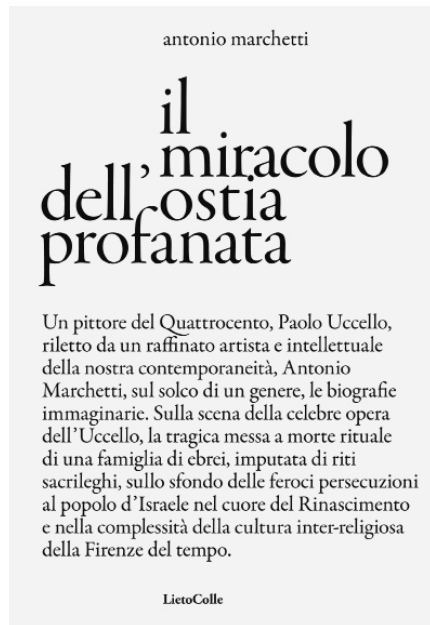 antonio marchetti
il
miracolo
dell'ostia
profanata
Un pittore del Quattrocento, Paolo Uccello,
riletto da un raffinato artista e intellettuale
della nostra contemporaneità, Antonio
Marchetti, sul solco di un genere, le biografie
immaginarie. Sulla scena della celebre opera
dell'Uccello, la tragica messa a morte rituale
di una famiglia di ebrei, imputata di riti
sacrileghi, sullo sfondo delle feroci persecuzioni
al popolo d'Israele nel cuore del Rinascimento
e nella complessità della cultura inter-religiosa
della Firenze del tempo.
LietoColle